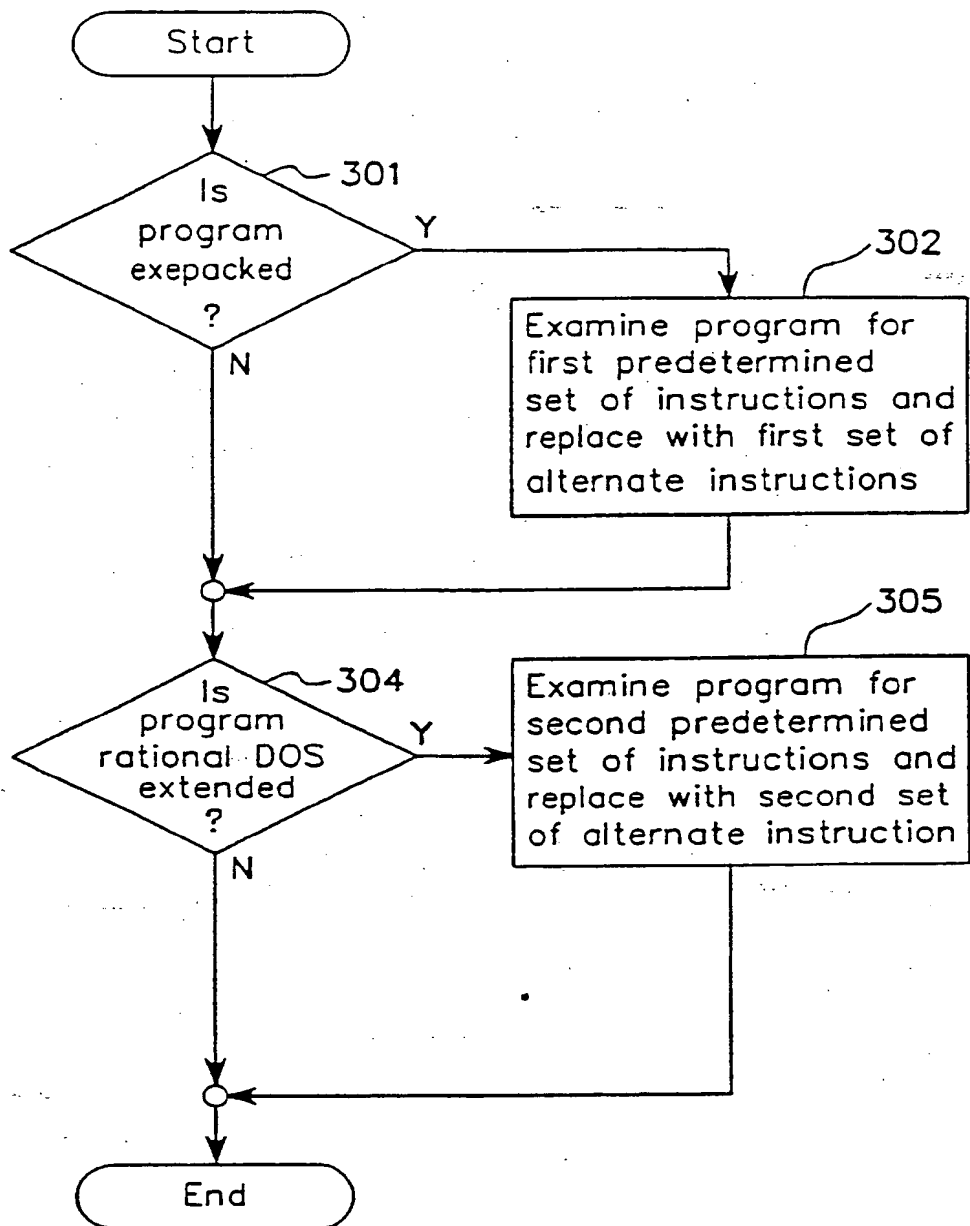 Start
301
Is
program
exepacked
?
Y
N
302
Examine program for
first predetermined
set of instructions and
replace with first set of
alternate instructions
304
Is
program
rational DOS
extended
?
Y
N
305
Examine program for
second predetermined
set of instructions and
replace with second set
of alternate instruction
End